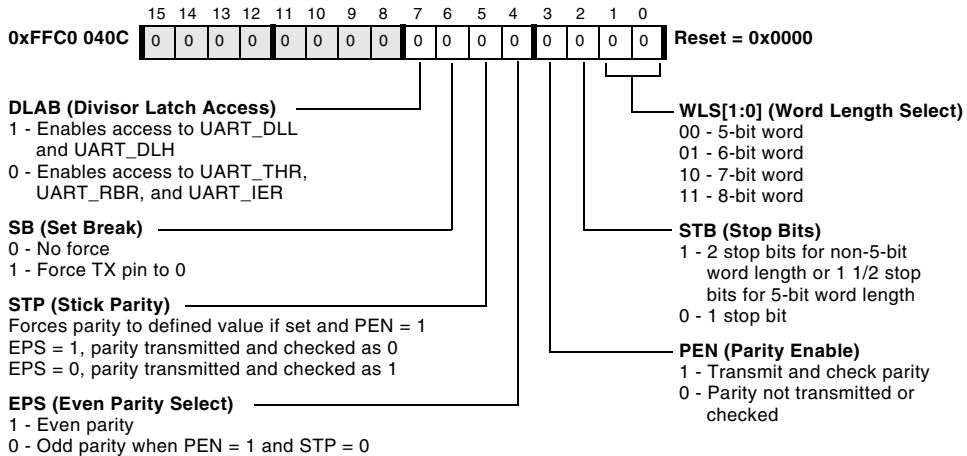 15 14 13 12 11 10 9 8 7 6 5 4 3 2 1 0
0xFFC0 040C 0 0 0 0 0 0 0 0 0 0 0 0 0 0 0 0 Reset = 0x0000
DLAB (Divisor Latch Access)
1 - Enables access to UART_DLL
and UART_DLH
0 - Enables access to UART_THR,
UART_RBR, and UART_IER
SB (Set Break)
0 - No force
1 - Force TX pin to 0
STP (Stick Parity)
Forces parity to defined value if set and PEN = 1
EPS = 1, parity transmitted and checked as 0
EPS = 0, parity transmitted and checked as 1
EPS (Even Parity Select)
1 - Even parity
0 - Odd parity when PEN = 1 and STP = 0
WLS[1:0] (Word Length Select)
00 - 5-bit word
01 - 6-bit word
10 - 7-bit word
11 - 8-bit word
STB (Stop Bits)
1 - 2 stop bits for non-5-bit
word length or 1 1/2 stop
bits for 5-bit word length
0 - 1 stop bit
PEN (Parity Enable)
1 - Transmit and check parity
0 - Parity not transmitted or
checked